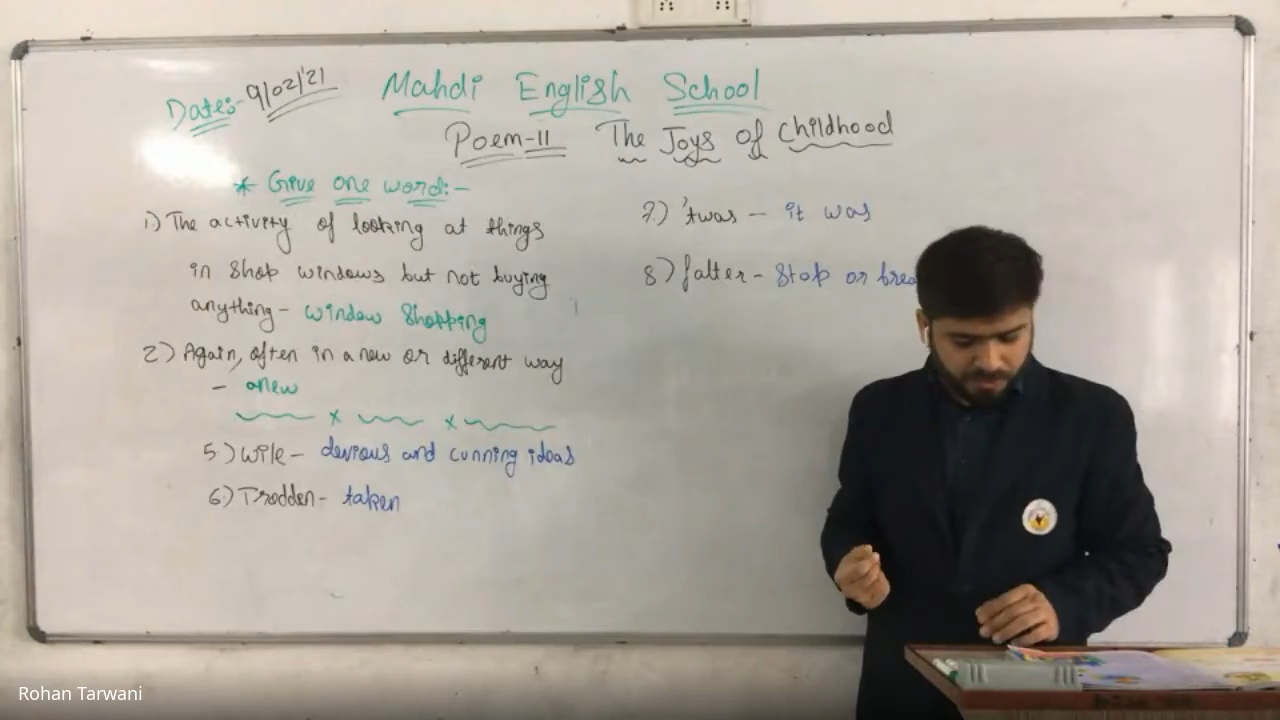 Date:- 9/02/21
Mahdi English School
Poem-11 The Joys of Childhood
* Give one word:-
1) The activity of looking at things
in Shop windows but not buying
anything - window Shopping
2) Again, often in a new or different way
- anew
x x
5) Wile - devious and cunning ideas
6) Trodden - taken
7) 'twas - it was
8) falter - Stop or brea
Rohan Tarwani